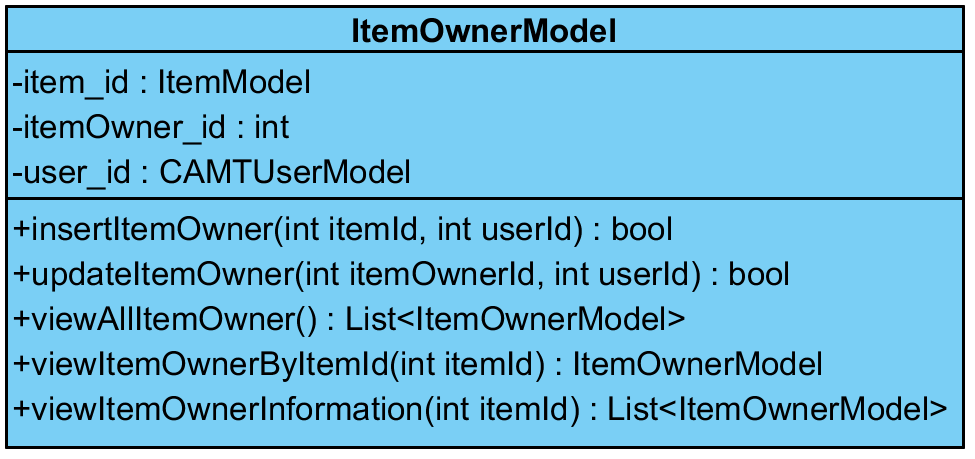 ItemOwnerModel
-item_id : ItemModel
-itemOwner_id : int
-user_id : CAMTUserModel
+insertItemOwner(int itemId, int userId) : bool
+updateItemOwner(int itemOwnerId, int userId) : bool
+viewAllItemOwner() : List<ItemOwnerModel>
+viewItemOwnerByItemId(int itemId) : ItemOwnerModel
+viewItemOwnerInformation(int itemId) : List<ItemOwnerModel>